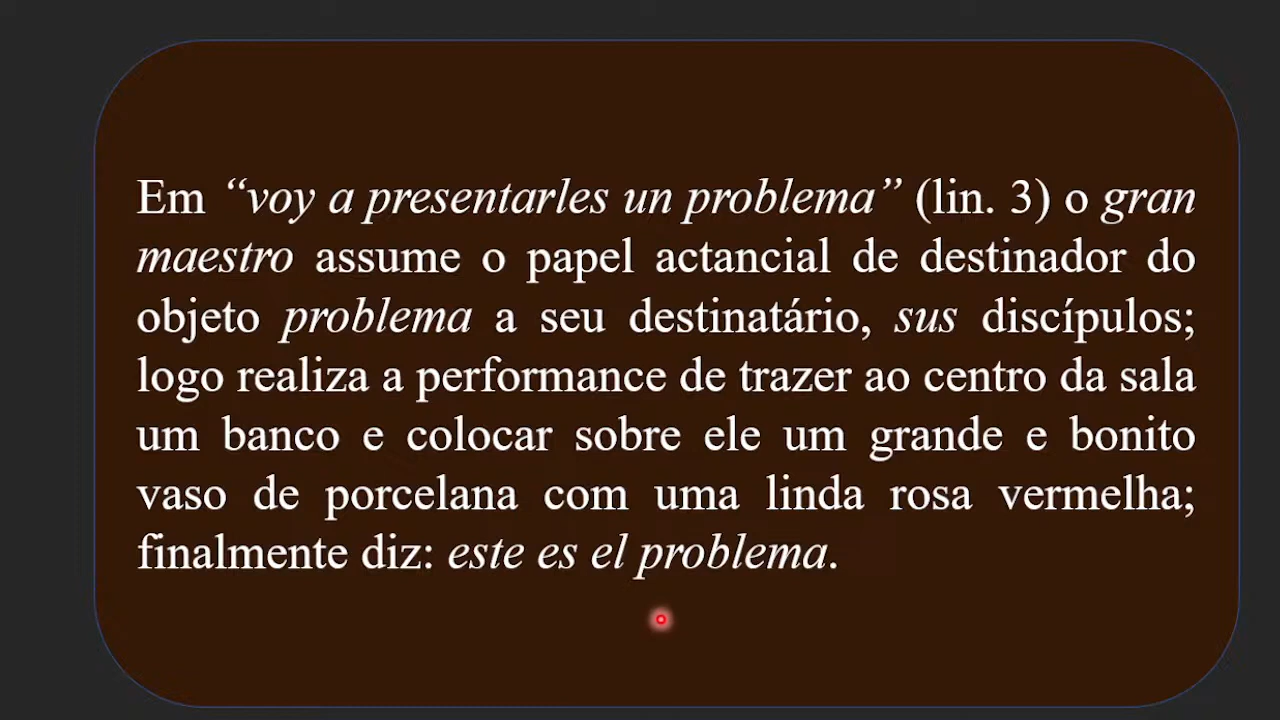 Em “voy a presentarles un problema” (lin. 3) o gran
maestro assume o papel actancial de destinador do
objeto problema a seu destinatário, sus discípulos;
logo realiza a performance de trazer ao centro da sala
um banco e colocar sobre ele um grande e bonito
vaso de porcelana com uma linda rosa vermelha;
finalmente diz: este es el problema.